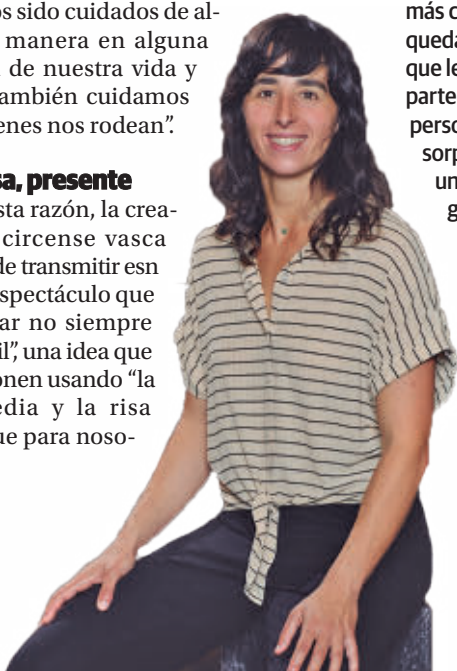 os sido cuidados de al-
manera en alguna
de nuestra vida y
también cuidamos
enes nos rodean”.
sa, presente
sta razón, la crea-
circense vasca
de transmitir esn
spectáculo que
ar no siempre
il”, una idea que
onen usando “la
edia y la risa
ue para noso-
más
queda
que le
parte
perso
sorp
un
g